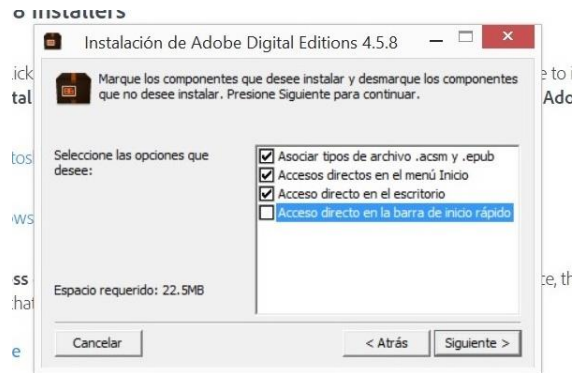 8 Installers
Instalación de Adobe Digital Editions 4.5.8
Marque los componentes que desee instalar y desmarque los componentes
que no desee instalar. Presione Siguiente para continuar.
Seleccione las opciones que
desee:
Asociar tipos de archivo .acsm y .epub
Accesos directos en el menú Inicio
Acceso directo en el escritorio
Acceso directo en la barra de inicio rápido
Espacio requerido: 22.5MB
Cancelar
< Atrás
Siguiente >